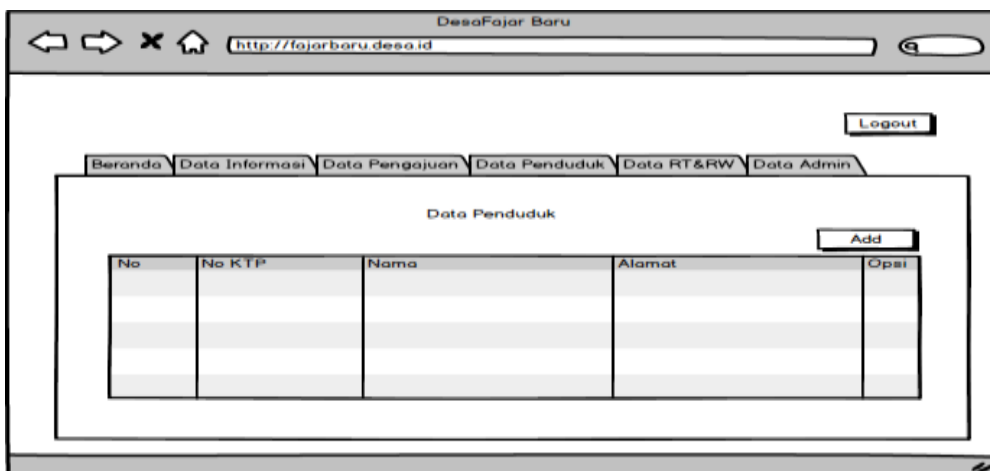 DesaFajar Baru
http://fajarbaru.desa.id
Logout
Beranda Data Informasi Data Pengajuan Data Penduduk Data RT&RW Data Admin
Data Penduduk
Add
No No KTP Nama Alamat Opsi